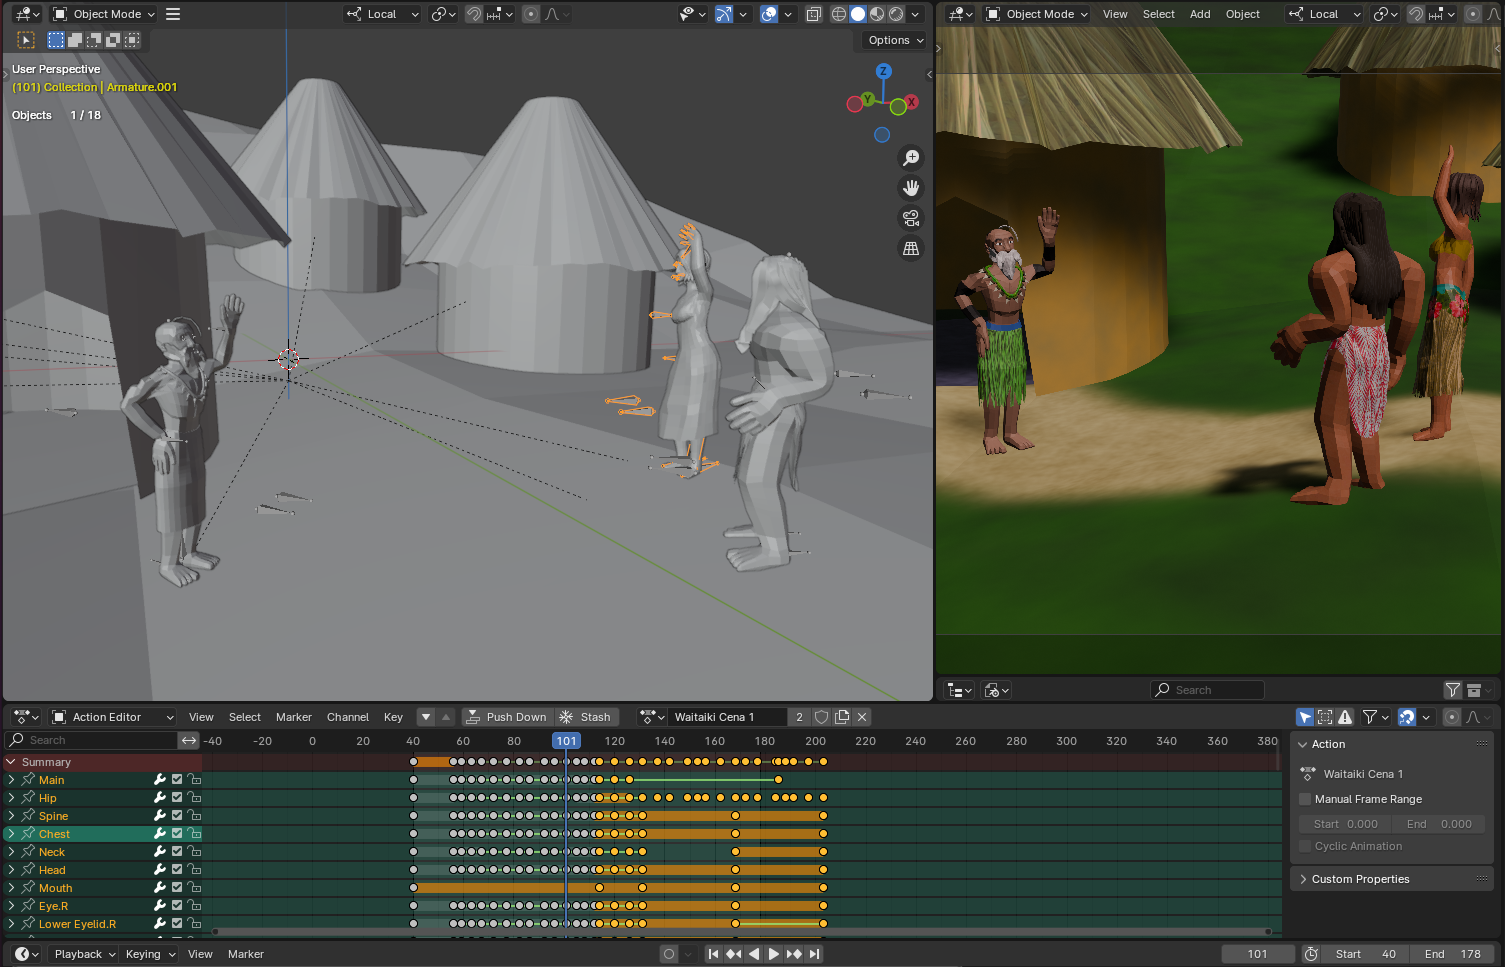 Object Mode
Local
Object Mode View Select Add Object Local
Options
User Perspective
(101) Collection | Armature.001
Objects 1 / 18
Z
Y
X
Search
Action Editor View Select Marker Channel Key Push Down Stash Waitaiki Cena 1 2
Search
-40 -20 0 20 40 60 80 101 120 140 160 180 200 220 240 260 280 300 320 340 360 380
Summary
Main
Hip
Spine
Chest
Neck
Head
Mouth
Eye.R
Lower Eyelid.R
Action
Waitaiki Cena 1
Manual Frame Range
Start 0.000 End 0.000
Cyclic Animation
Custom Properties
Playback Keying View Marker
101 Start 40 End 178